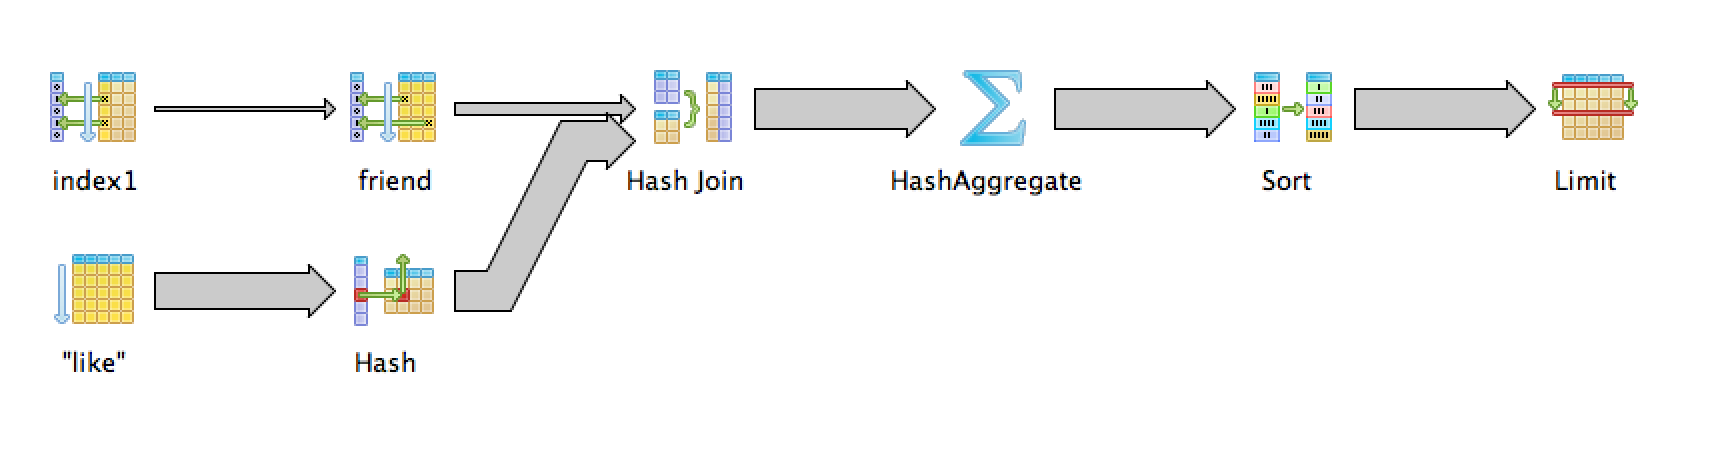 index1
friend
Hash Join
HashAggregate
Sort
Limit
"like"
Hash